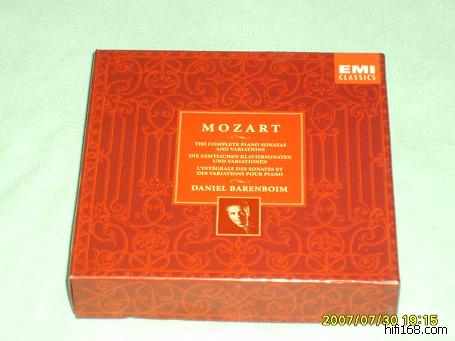 EMI
CLASSICS
MOZART
THE COMPLETE PIANO SONATAS
AND VARIATIONS
DIE SÄMTLICHEN KLAVIERSONATEN
UND VARIATIONEN
L'INTÉGRALE DES SONATES ET
DES VARIATIONS POUR PIANO
DANIEL BARENBOIM
2007/07/30 19:15
hifi168.com